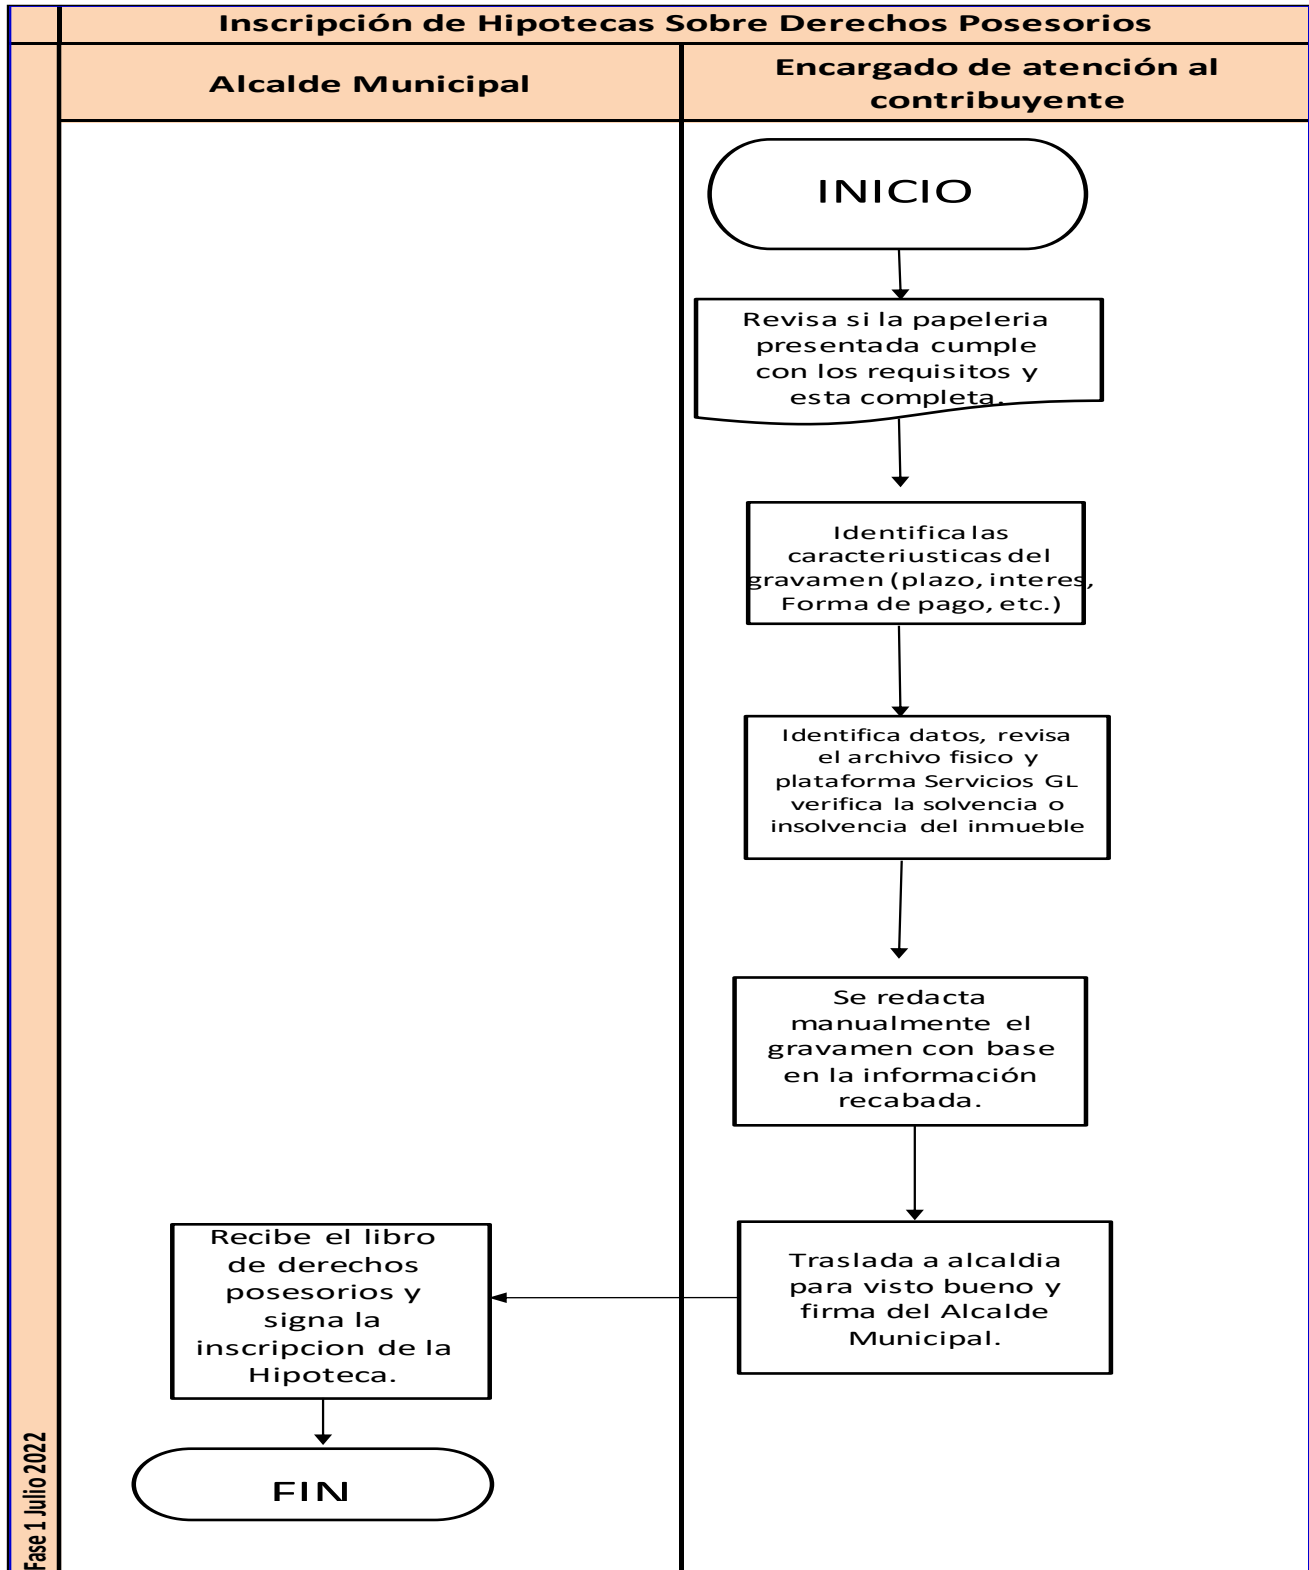 Inscripción de Hipotecas Sobre Derechos Posesorios
Alcalde Municipal
Encargado de atención al
contribuyente
INICIO
Revisa si la papeleria
presentada cumple
con los requisitos y
esta completa.
Identifica las
caracteriusticas del
gravamen (plazo, interes,
Forma de pago, etc.)
Identifica datos, revisa
el archivo fisico y
plataforma Servicios GL
verifica la solvencia o
insolvencia del inmueble
Se redacta
manualmente el
gravamen con base
en la información
recabada.
Traslada a alcaldia
para visto bueno y
firma del Alcalde
Municipal.
Recibe el libro
de derechos
posesorios y
signa la
inscripcion de la
Hipoteca.
FIN
Fase 1 Julio 2022